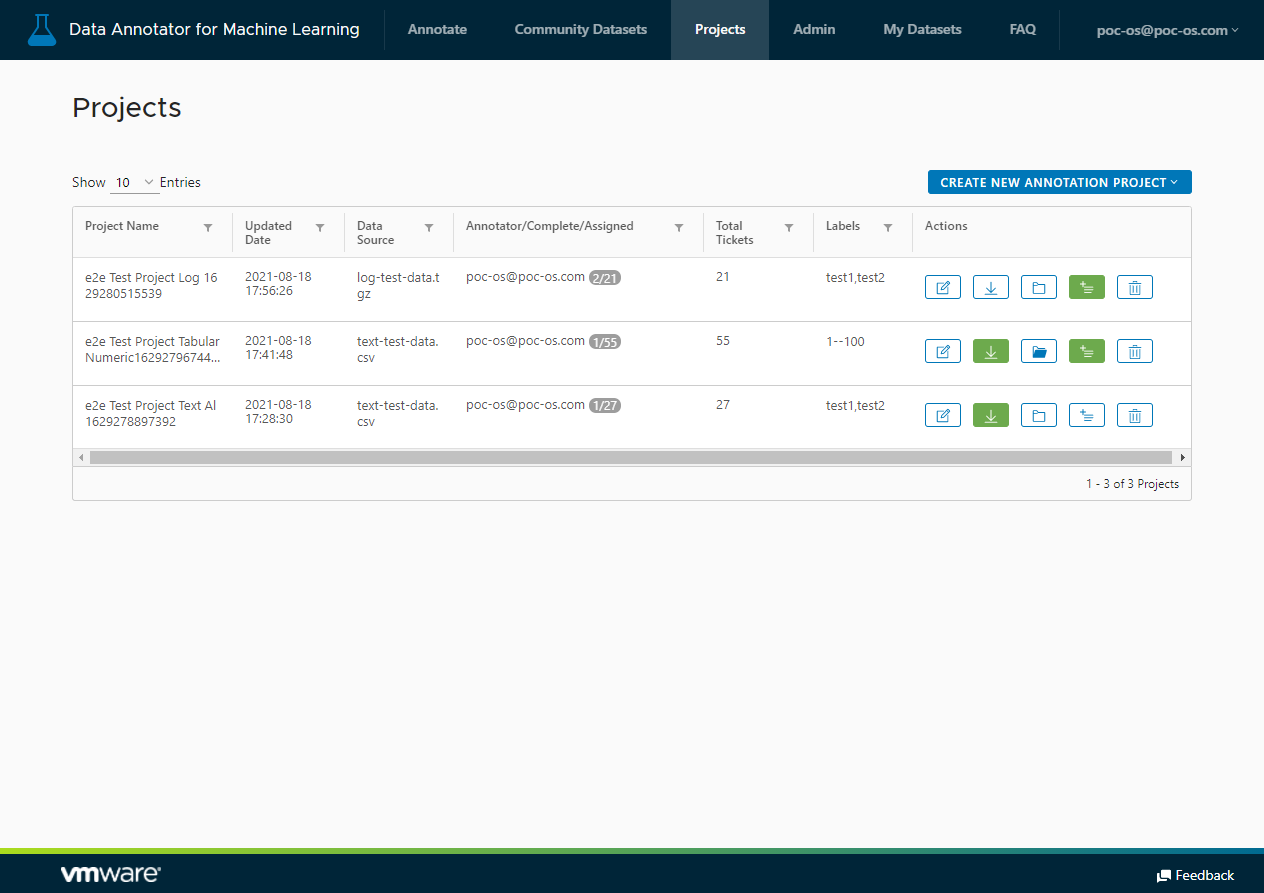 Data Annotator for Machine Learning
Annotate
Community Datasets
Projects
Admin
My Datasets
FAQ
poc-os@poc-os.com
Projects
Show 10 Entries
CREATE NEW ANNOTATION PROJECT
Project Name
Updated
Date
Data
Source
Annotator/Complete/Assigned
Total
Tickets
Labels
Actions
e2e Test Project Log 16
29280515539
2021-08-18
17:56:26
log-test-data.t
gz
poc-os@poc-os.com 2/21
21
test1,test2
e2e Test Project Tabular
Numeric16292796744...
2021-08-18
17:41:48
text-test-data.
csv
poc-os@poc-os.com 1/55
55
1--100
e2e Test Project Text Al
1629278897392
2021-08-18
17:28:30
text-test-data.
csv
poc-os@poc-os.com 1/27
27
test1,test2
1 - 3 of 3 Projects
vmware
Feedback